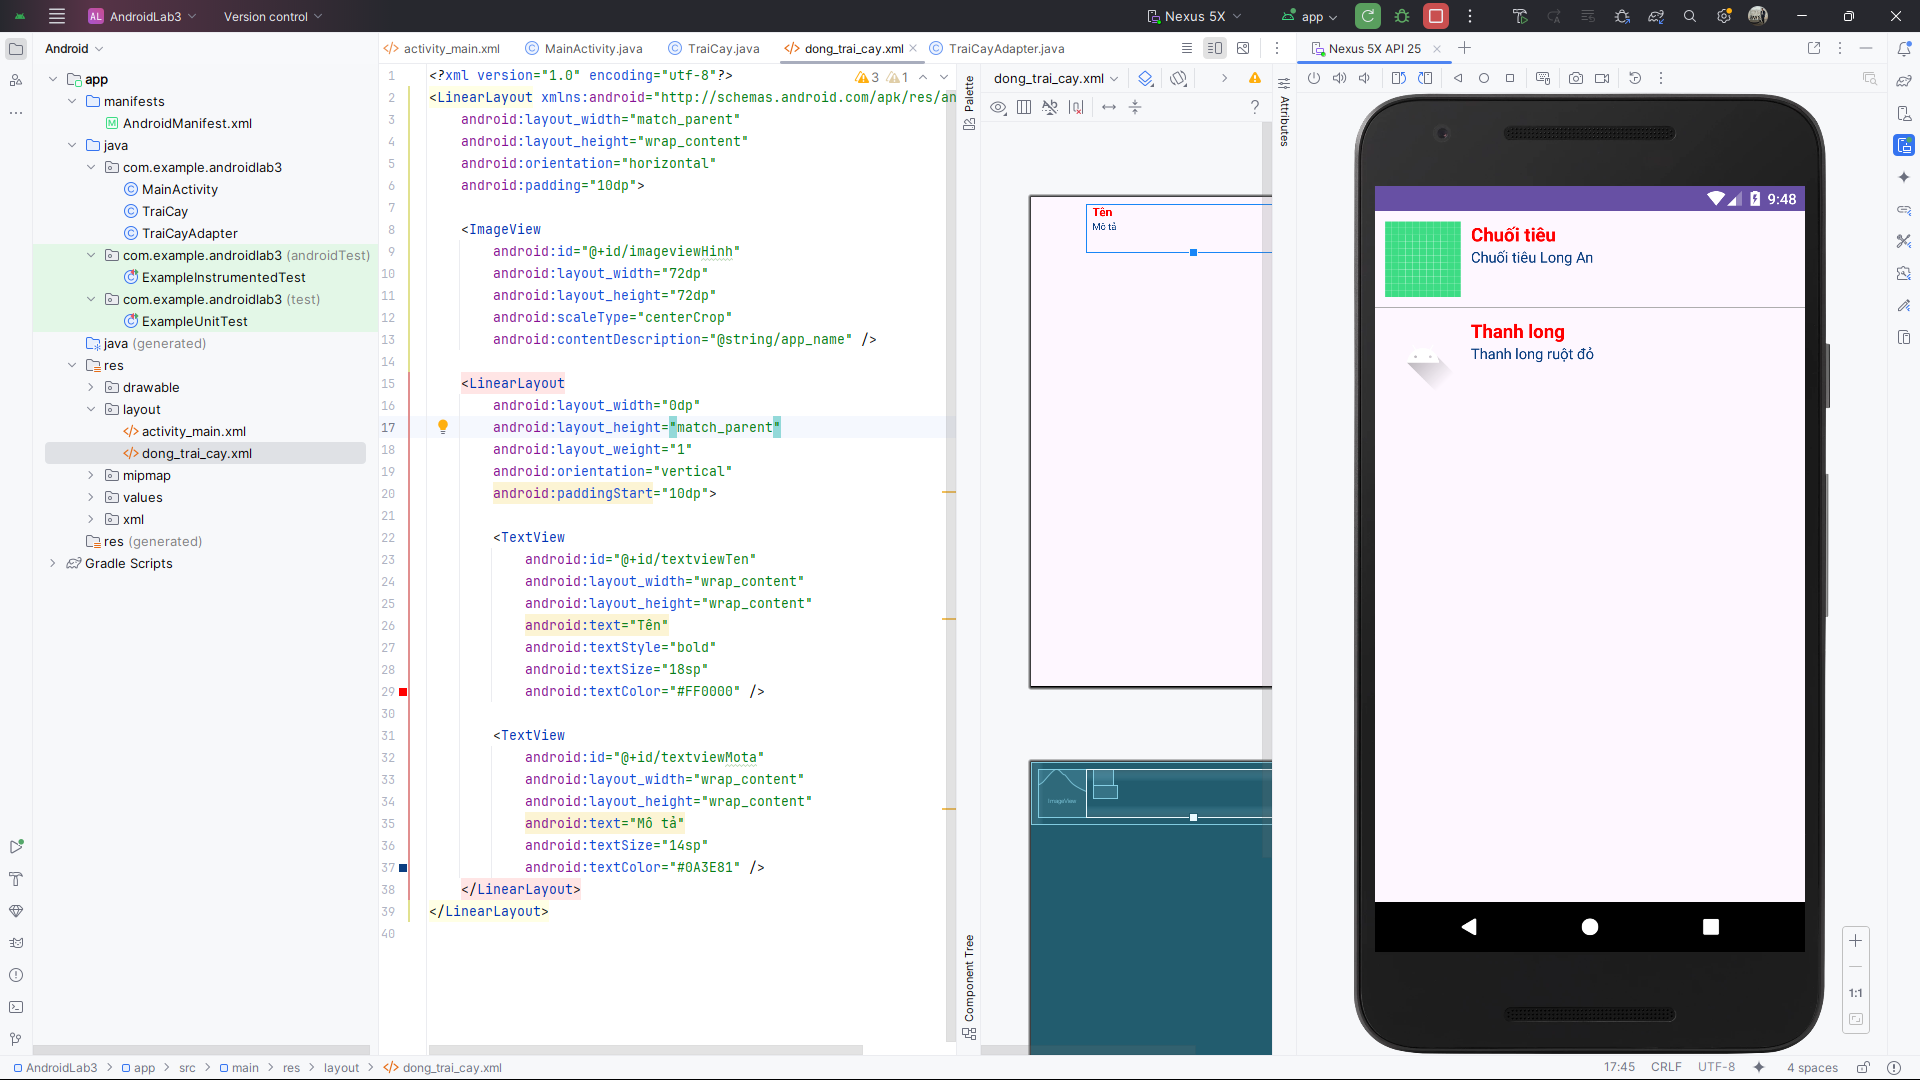 AL AndroidLab3 Version control Nexus 5X app
Android
app
manifests
AndroidManifest.xml
java
com.example.androidlab3
MainActivity
TraiCay
TraiCayAdapter
com.example.androidlab3 (androidTest)
ExampleInstrumentedTest
com.example.androidlab3 (test)
ExampleUnitTest
java (generated)
res
drawable
layout
activity_main.xml
dong_trai_cay.xml
mipmap
values
xml
res (generated)
Gradle Scripts
activity_main.xml MainActivity.java TraiCay.java dong_trai_cay.xml TraiCayAdapter.java
3 1
1 <?xml version="1.0" encoding="utf-8"?>
2 <LinearLayout xmlns:android="http://schemas.android.com/apk/res/an
3 android:layout_width="match_parent"
4 android:layout_height="wrap_content"
5 android:orientation="horizontal"
6 android:padding="10dp">
7
8 <ImageView
9 android:id="@+id/imageviewHinh"
10 android:layout_width="72dp"
11 android:layout_height="72dp"
12 android:scaleType="centerCrop"
13 android:contentDescription="@string/app_name" />
14
15 <LinearLayout
16 android:layout_width="0dp"
17 android:layout_height="match_parent"
18 android:layout_weight="1"
19 android:orientation="vertical"
20 android:paddingStart="10dp">
21
22 <TextView
23 android:id="@+id/textviewTen"
24 android:layout_width="wrap_content"
25 android:layout_height="wrap_content"
26 android:text="Tên"
27 android:textStyle="bold"
28 android:textSize="18sp"
29 android:textColor="#FF0000" />
30
31 <TextView
32 android:id="@+id/textviewMota"
33 android:layout_width="wrap_content"
34 android:layout_height="wrap_content"
35 android:text="Mô tả"
36 android:textSize="14sp"
37 android:textColor="#0A3E81" />
38 </LinearLayout>
39 </LinearLayout>
40
Palette
Component Tree
dong_trai_cay.xml
?
Attributes
Tên
Mô tả
ImageView
Nexus 5X API 25
9:48
Chuối tiêu
Chuối tiêu Long An
Thanh long
Thanh long ruột đỏ
1:1
AndroidLab3 > app > src > main > res > layout > dong_trai_cay.xml
17:45 CRLF UTF-8 4 spaces